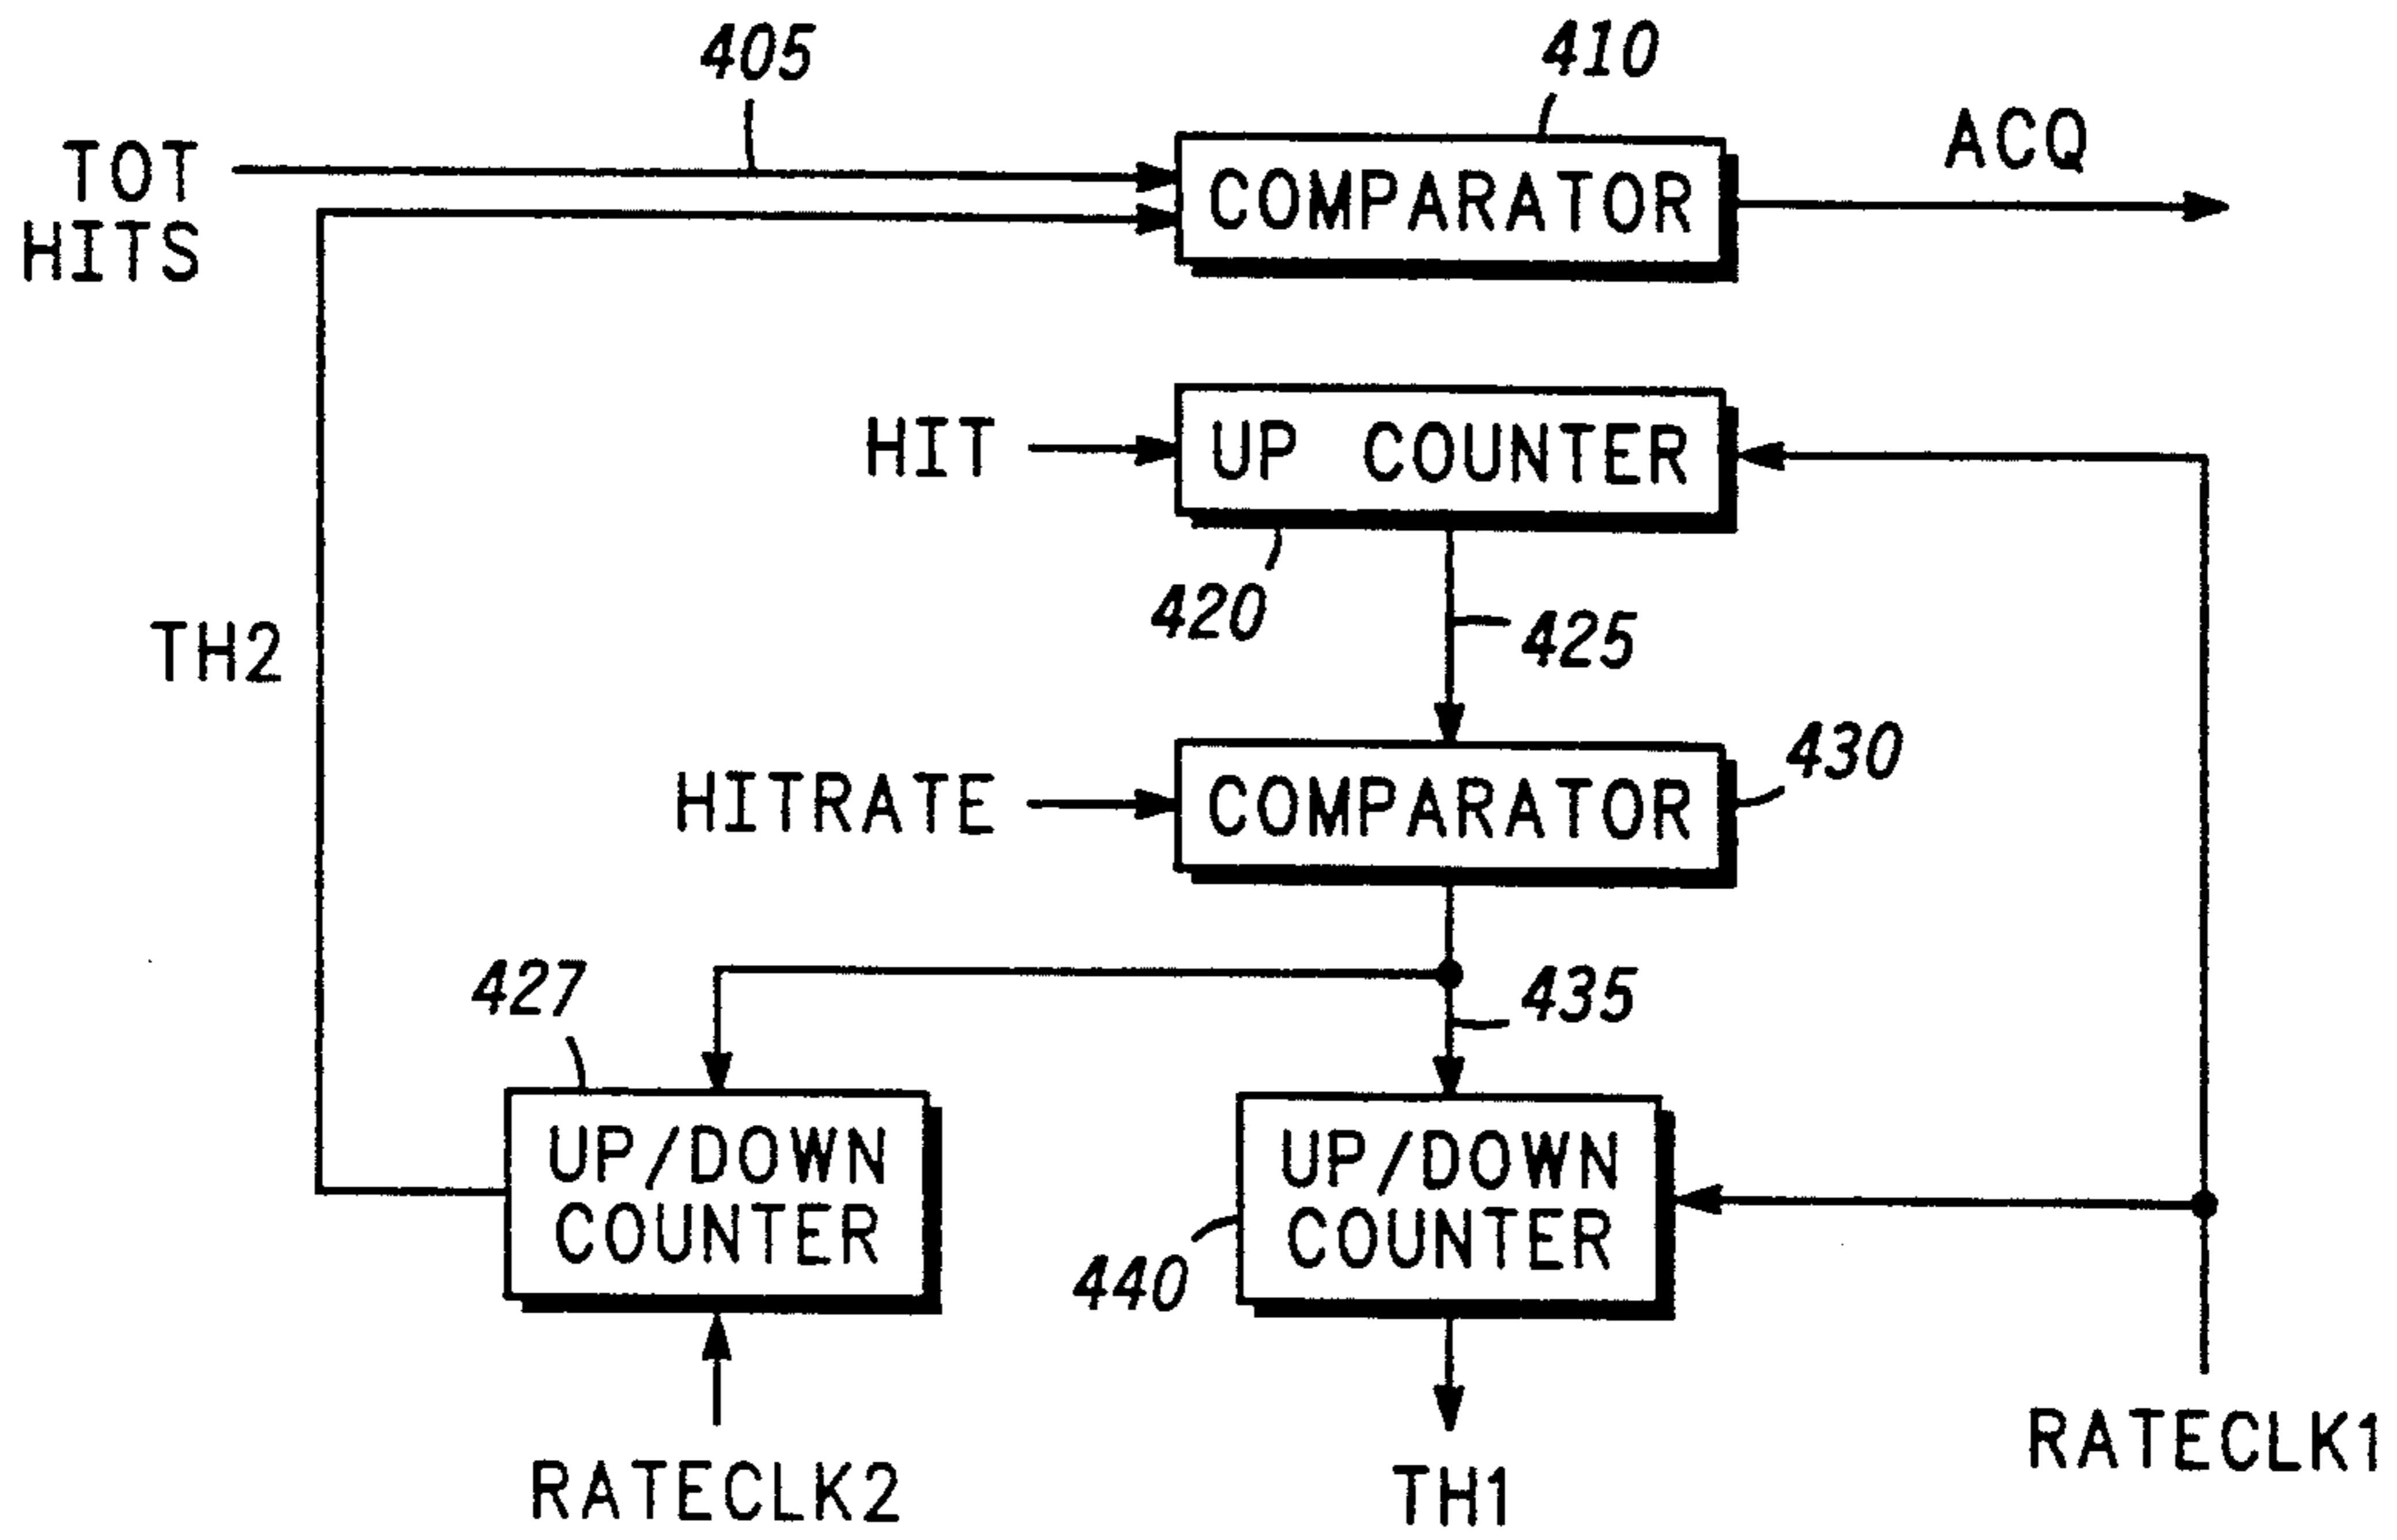 405
410
TOT
HITS
COMPARATOR
ACQ
HIT
UP COUNTER
420
425
TH2
HITRATE
COMPARATOR
430
427
435
UP/DOWN
COUNTER
UP/DOWN
COUNTER
440
RATECLK2
TH1
RATECLK1